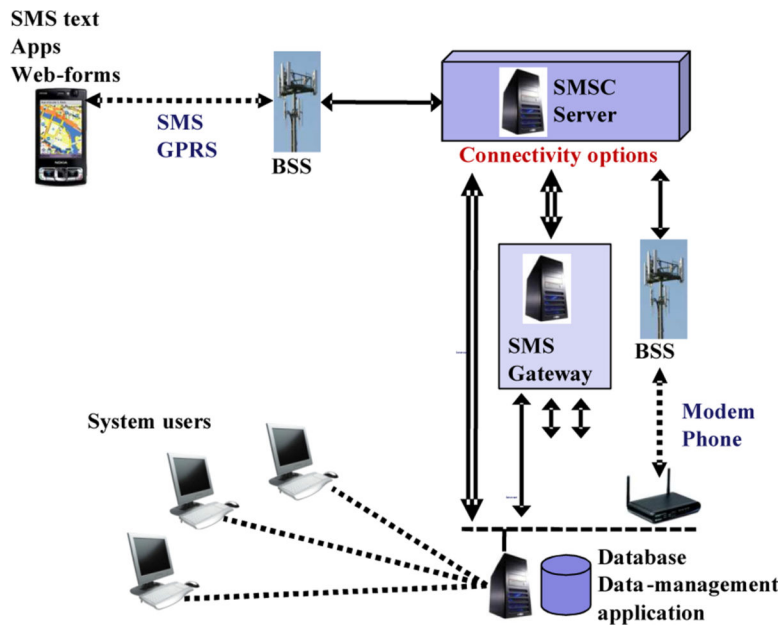 SMS text
Apps
Web-forms
SMS
GPRS
BSS
SMSC
Server
Connectivity options
SMS
Gateway
BSS
Modem
Phone
System users
Database
Data-management
application